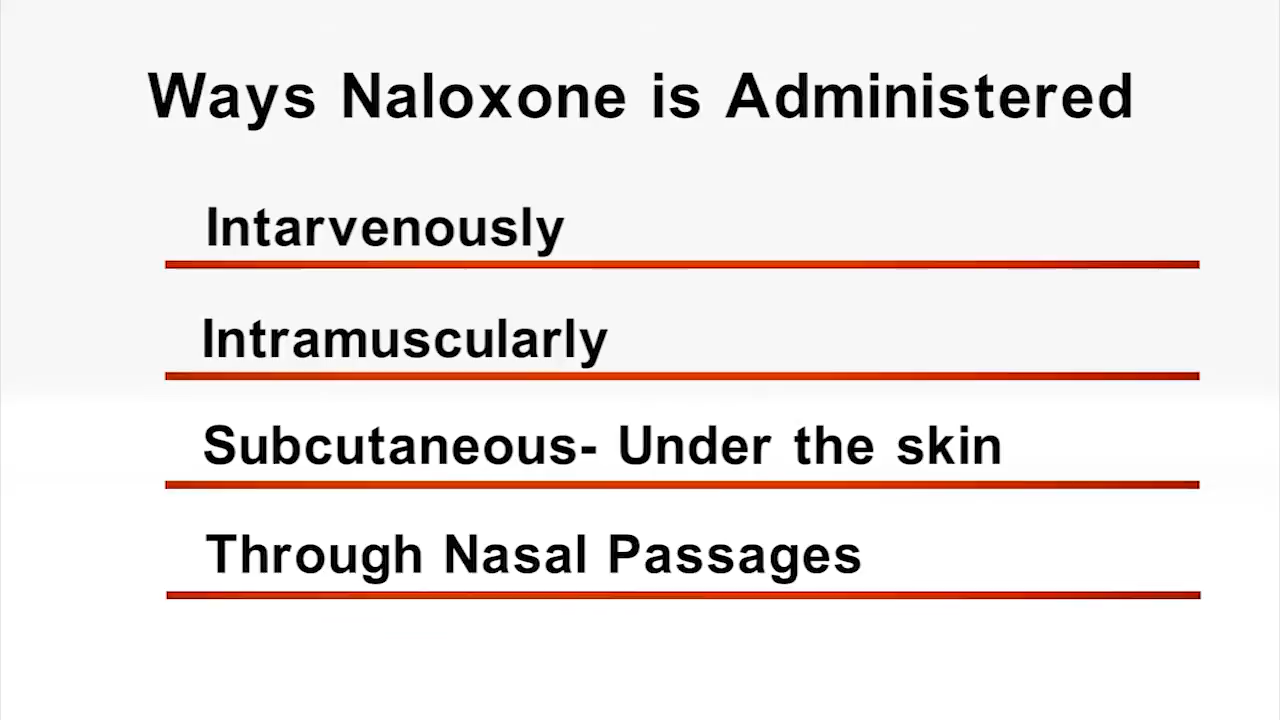 Ways Naloxone is Administered
Intarvenously
Intramuscularly
Subcutaneous- Under the skin
Through Nasal Passages